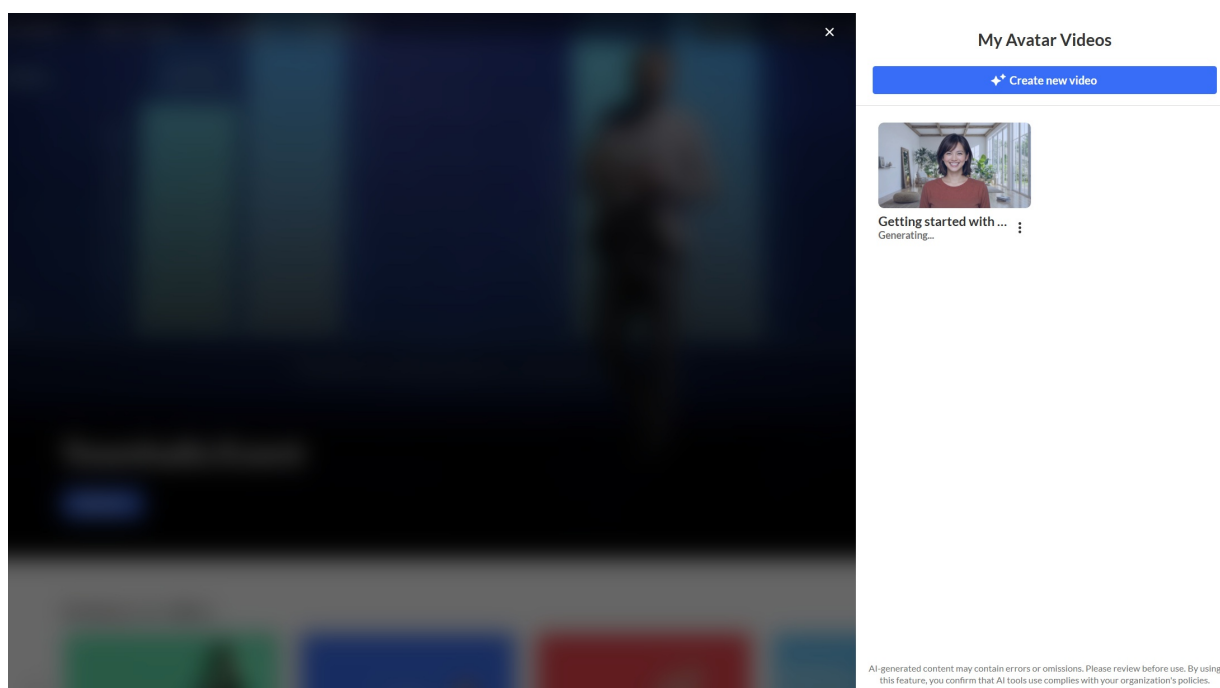 My Avatar Videos
Create new video
Getting started with ...
Generating...
AI-generated content may contain errors or omissions. Please review before use. By using
this feature, you confirm that AI tools use complies with your organization's policies.